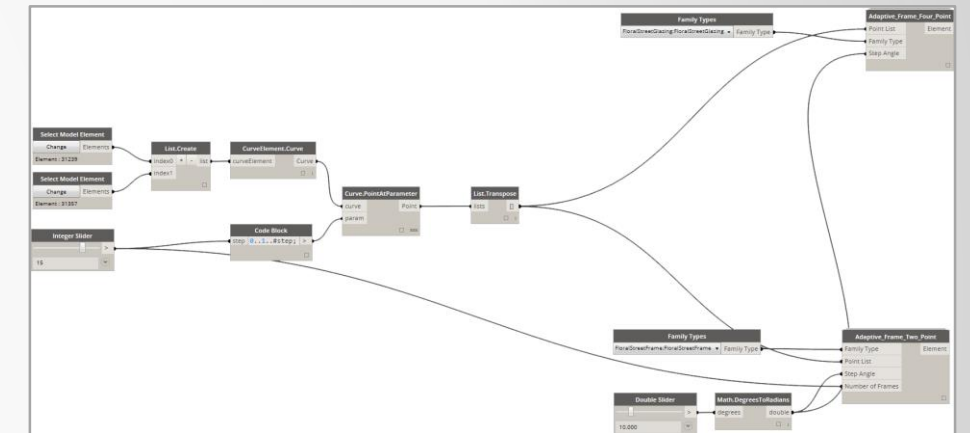 Family Types
FloralStreetGlazing:FloralStreetGlazing Family Type
Adaptive_Frame_Four_Point
Point List Element
Family Type
Step Angle
Select Model Element
Change Elements
Element : 31239
Select Model Element
Change Elements
Element : 31357
List.Create
index0 + - list
index1
CurveElement.Curve
curveElement Curve
Curve.PointAtParameter
curve Point
param
List.Transpose
lists []
Integer Slider
>
15
Code Block
step 0..1..#step; >
Family Types
FloralStreetFrame:FloralStreetFrame Family Type
Adaptive_Frame_Two_Point
Family Type Element
Point List
Step Angle
Number of Frames
Double Slider
>
10.000
Math.DegreesToRadians
degrees double